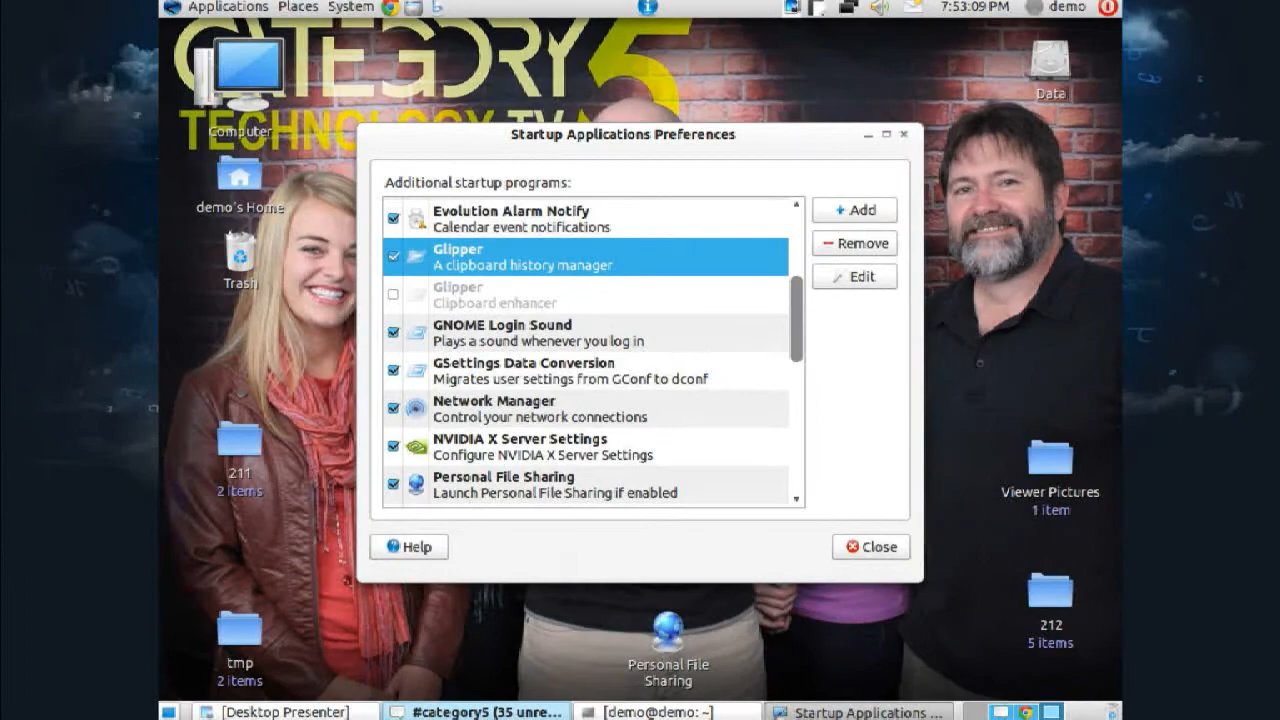 Applications Places System
7:53:09 PM demo
CATEGORY 5
TECHNOLOGY TV
Computer
Data
demo's Home
Trash
211
2 items
tmp
2 items
Startup Applications Preferences
Additional startup programs:
Evolution Alarm Notify
Calendar event notifications
Glipper
A clipboard history manager
Glipper
Clipboard enhancer
GNOME Login Sound
Plays a sound whenever you log in
GSettings Data Conversion
Migrates user settings from GConf to dconf
Network Manager
Control your network connections
NVIDIA X Server Settings
Configure NVIDIA X Server Settings
Personal File Sharing
Launch Personal File Sharing if enabled
Add
Remove
Edit
Help
Close
Viewer Pictures
1 item
212
5 items
Personal File
Sharing
[Desktop Presenter]
#category5 (35 unre...
[demo@demo: ~]
Startup Applications ...